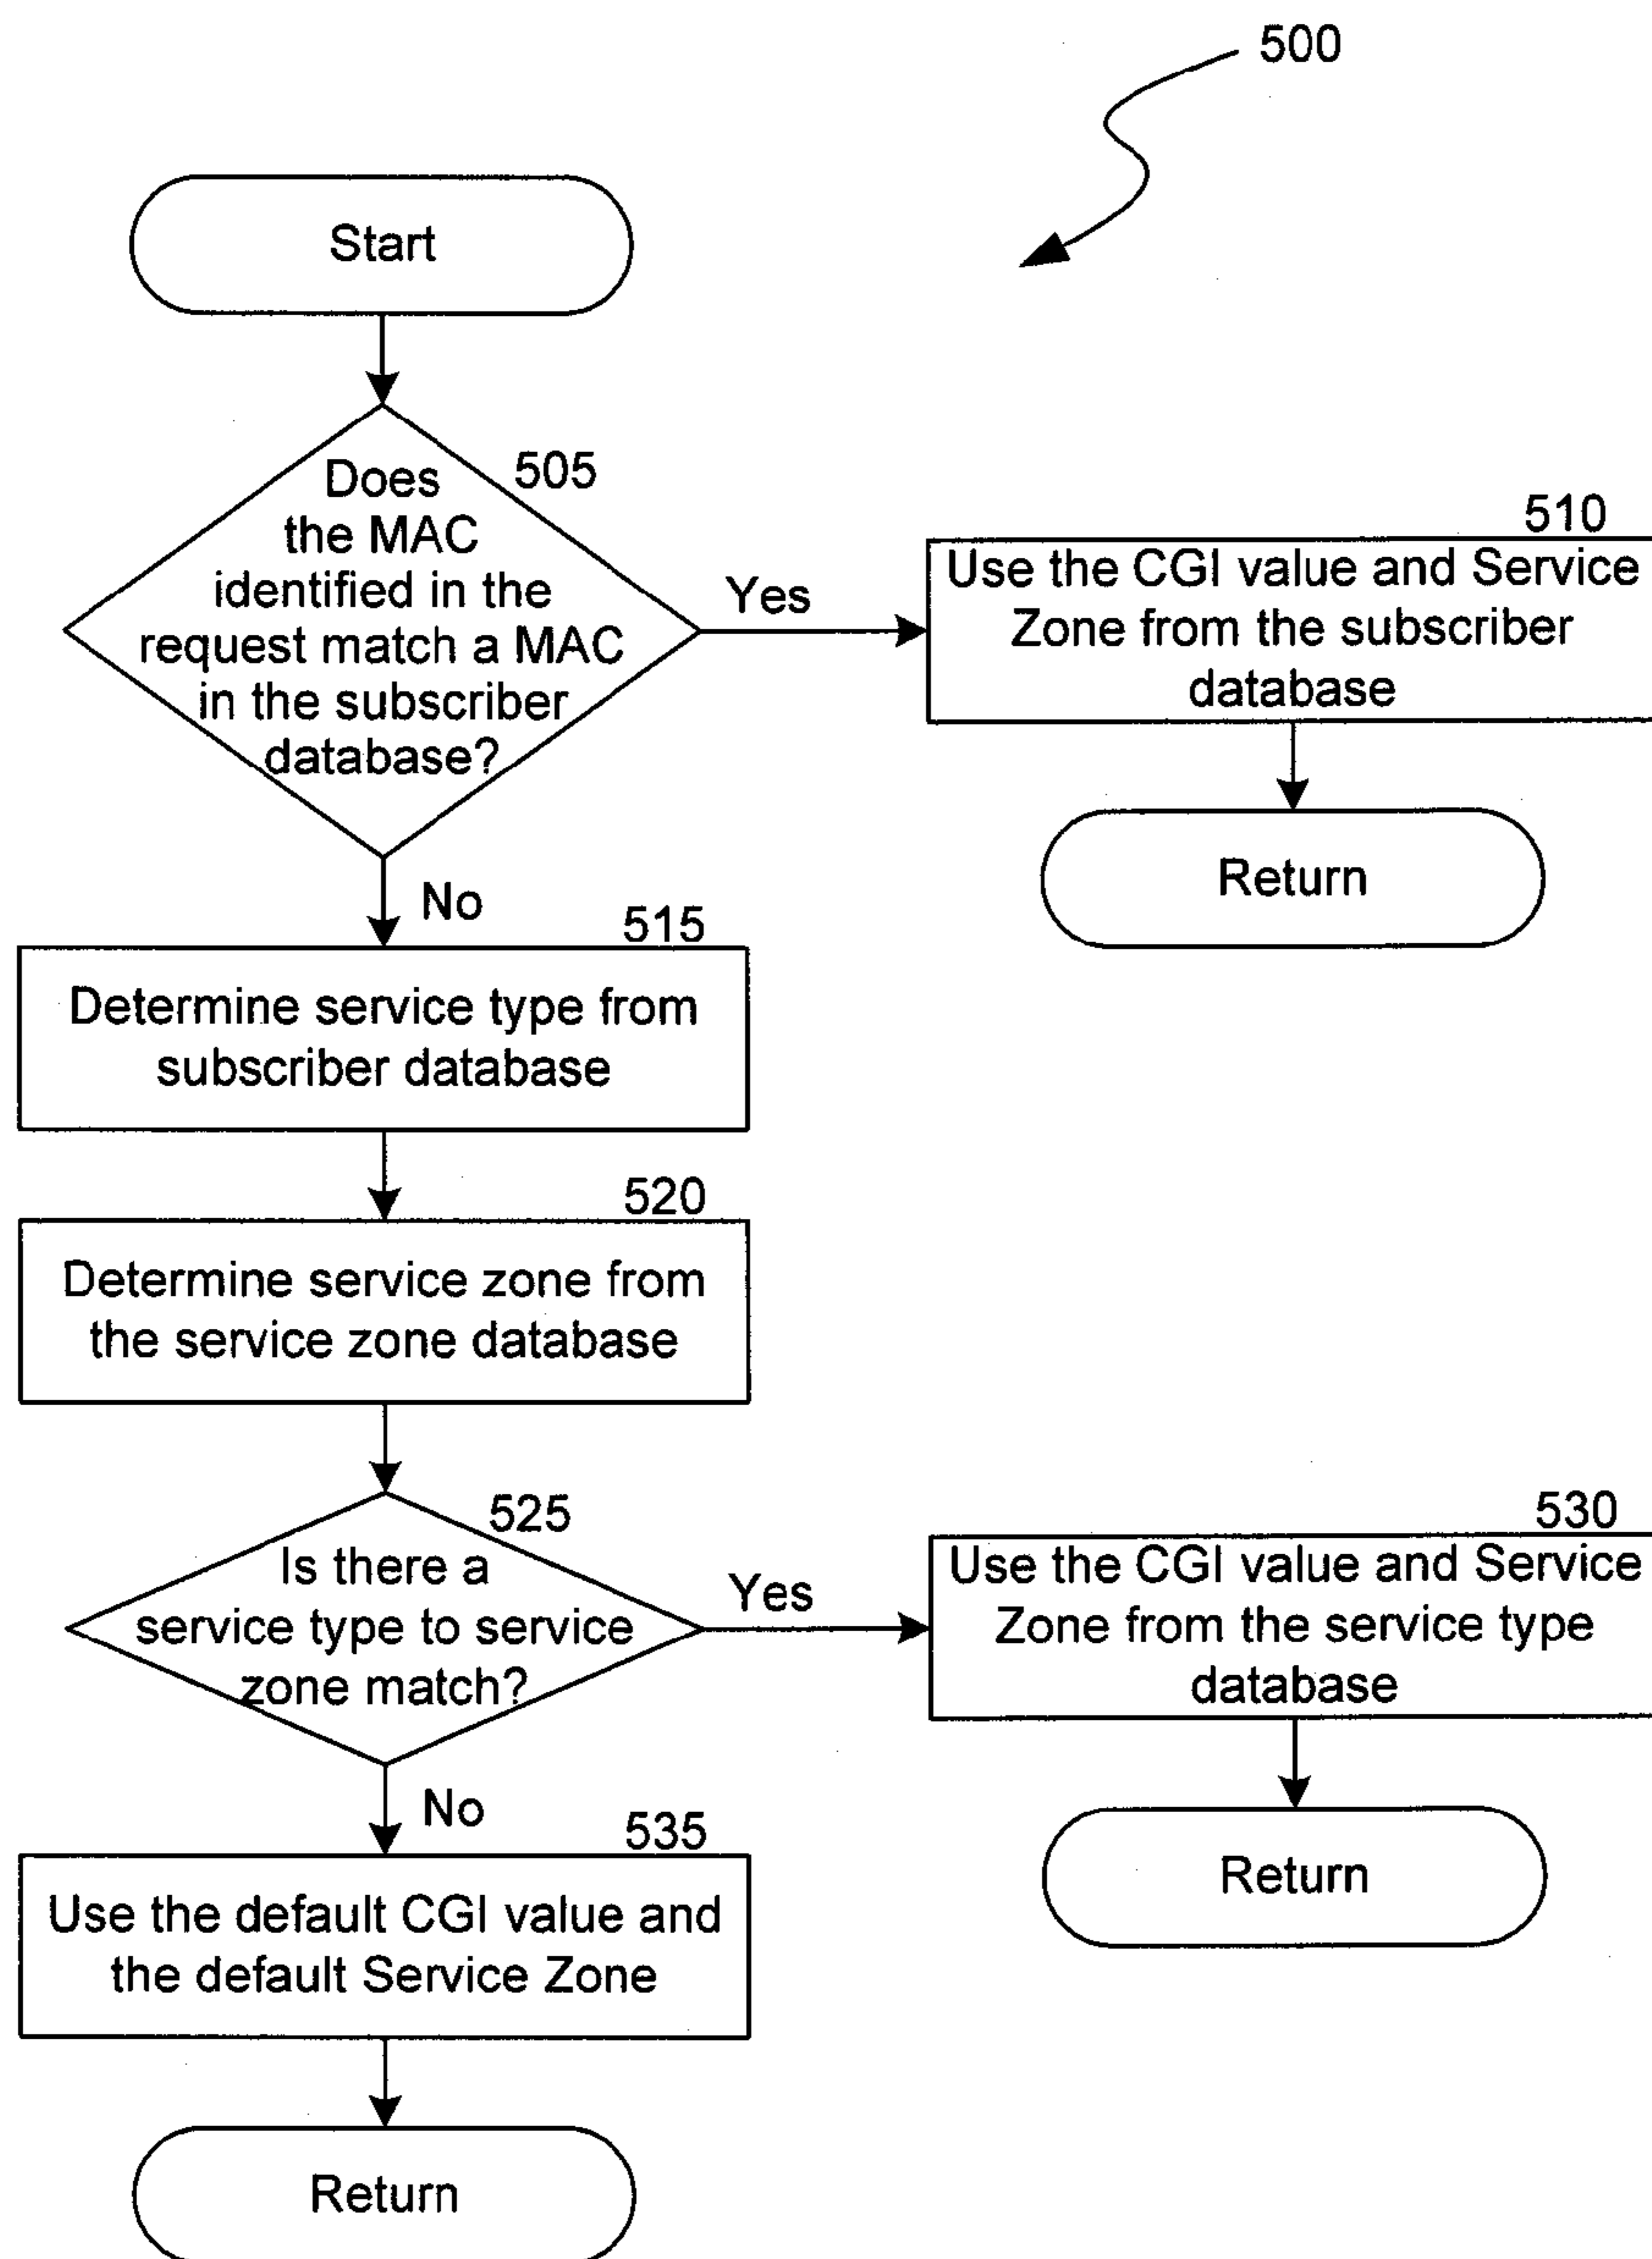 500
Start
505
Does
the MAC
identified in the
request match a MAC
in the subscriber
database?
Yes
510
Use the CGI value and Service
Zone from the subscriber
database
Return
No
515
Determine service type from
subscriber database
520
Determine service zone from
the service zone database
525
Is there a
service type to service
zone match?
Yes
530
Use the CGI value and Service
Zone from the service type
database
Return
No
535
Use the default CGI value and
the default Service Zone
Return